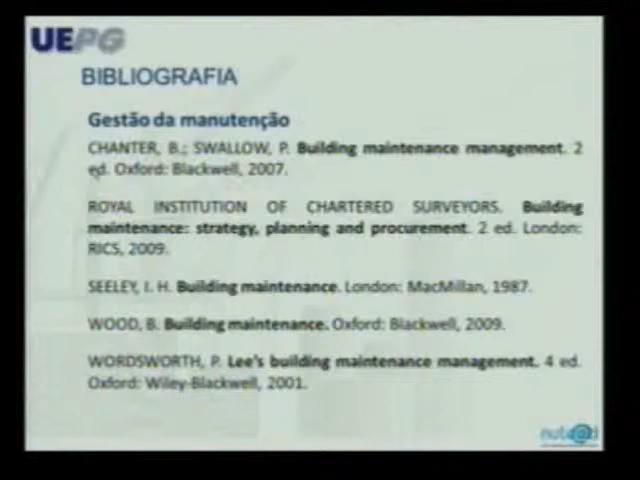 UEPG
BIBLIOGRAFIA
Gestão da manutenção
CHANTER, B.; SWALLOW, P. Building maintenance management. 2
ed. Oxford: Blackwell, 2007.
ROYAL INSTITUTION OF CHARTERED SURVEYORS. Building
maintenance: strategy, planning and procurement. 2 ed. London:
RICS, 2009.
SEELEY, I. H. Building maintenance. London: MacMillan, 1987.
WOOD, B. Building maintenance. Oxford: Blackwell, 2009.
WORDSWORTH, P. Lee's building maintenance management. 4 ed.
Oxford: Wiley-Blackwell, 2001.
nute@d